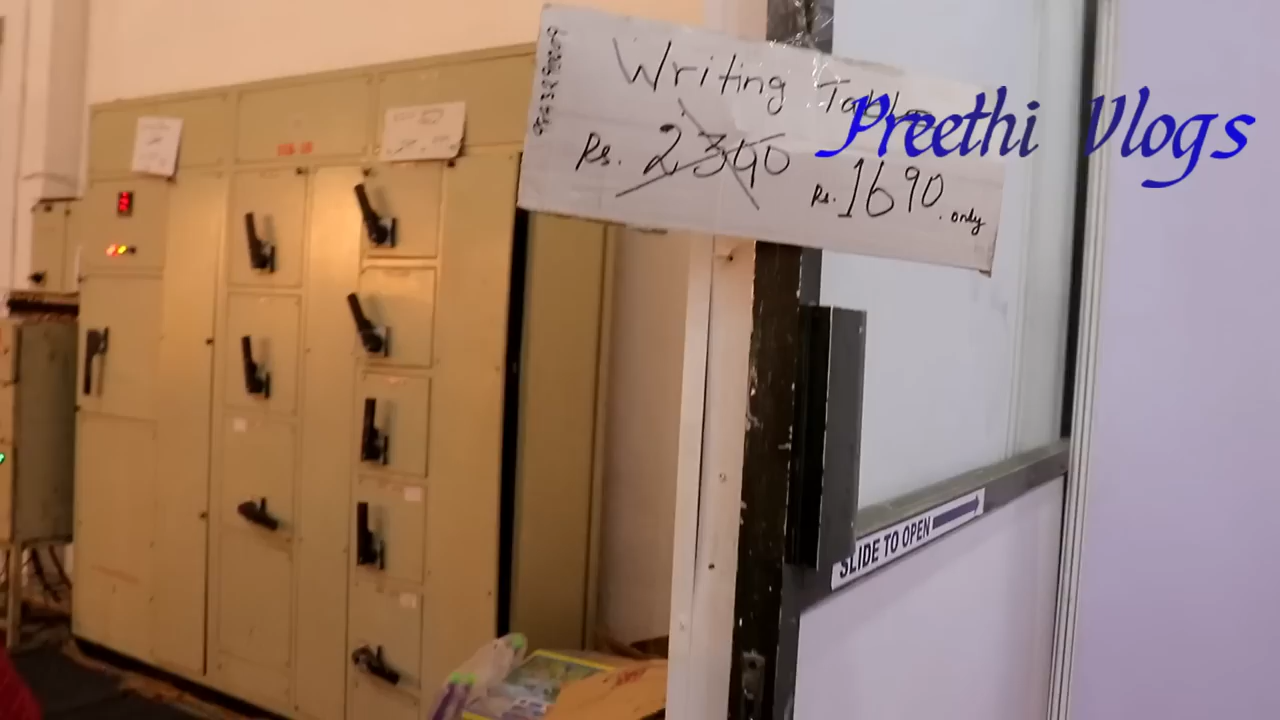 Writing Table
Rs. 2340
Rs. 1690. only
Preethi Vlogs
SLIDE TO OPEN